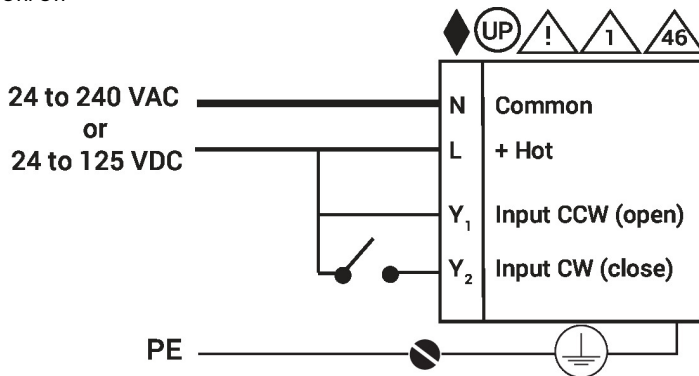 UP ! 1 46
24 to 240 VAC
or
24 to 125 VDC
N Common
L + Hot
Y1 Input CCW (open)
Y2 Input CW (close)
PE